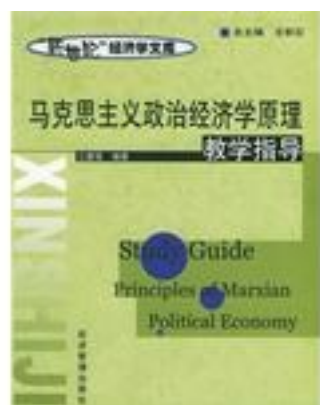 "新世纪"经济学文库
马克思主义政治经济学原理
教学指导
XINSHIJI
Study Guide
Principles of Marxian
Political Economy